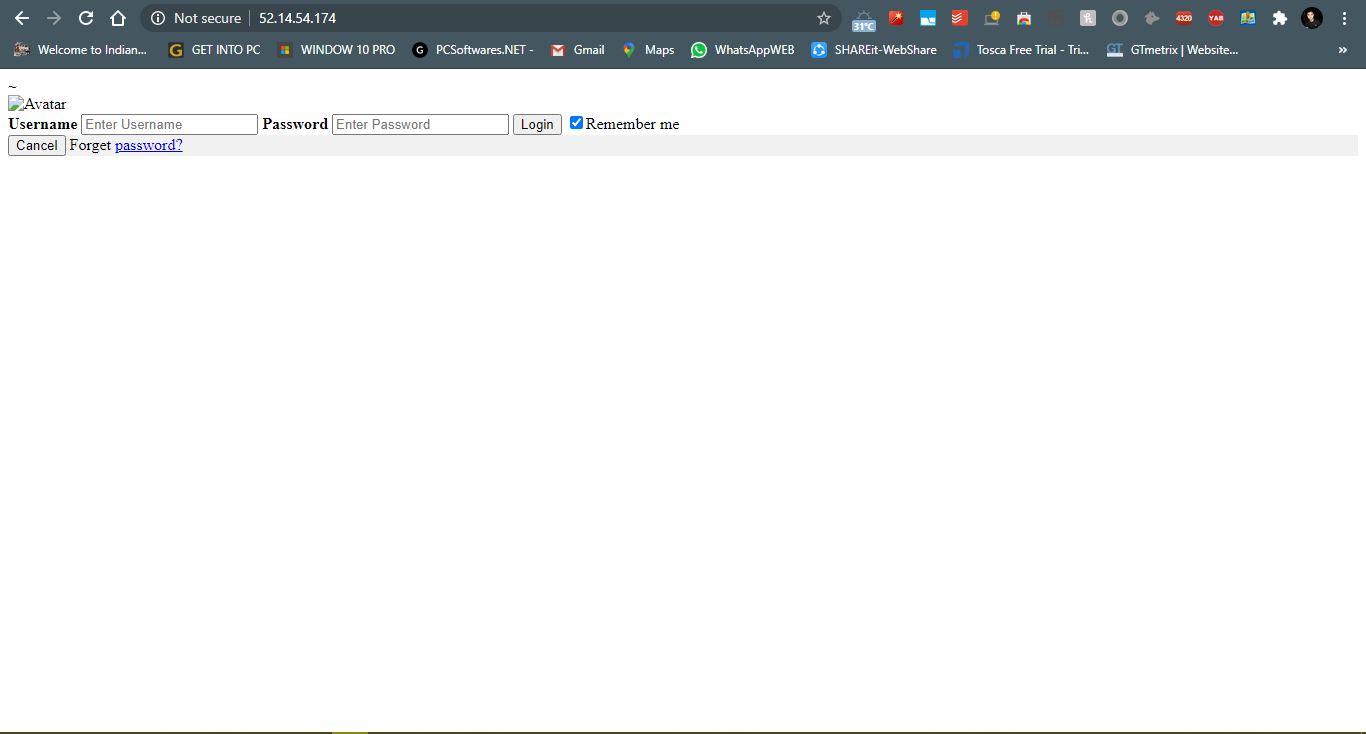 Not secure 52.14.54.174
31°C 4320 YAB
Welcome to Indian... G GET INTO PC WINDOW 10 PRO G PCSoftwares.NET - Gmail Maps WhatsAppWEB SHAREit-WebShare Tosca Free Trial - Tri... GT GTmetrix | Website... »
~
Avatar
Username Enter Username Password Enter Password Login Remember me
Cancel Forget password?